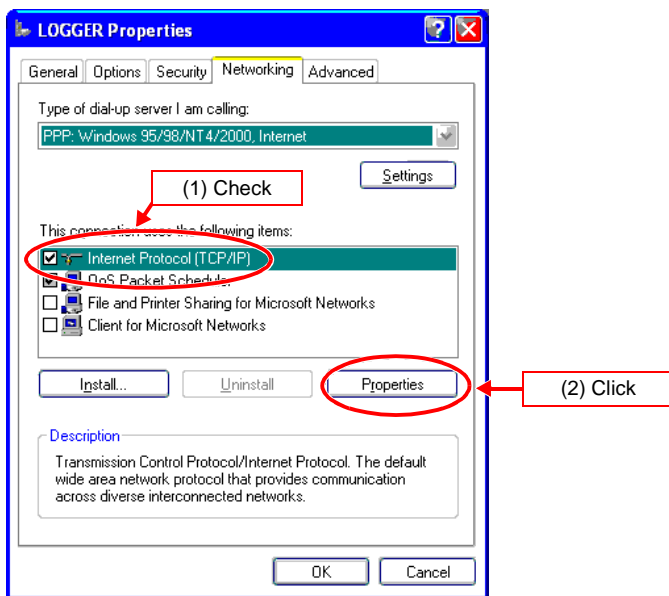 LOGGER Properties
General Options Security Networking Advanced
Type of dial-up server I am calling:
PPP: Windows 95/98/NT4/2000, Internet
Settings
(1) Check
This connection uses the following items:
Internet Protocol (TCP/IP)
QoS Packet Scheduler
File and Printer Sharing for Microsoft Networks
Client for Microsoft Networks
Install... Uninstall Properties
(2) Click
Description
Transmission Control Protocol/Internet Protocol. The default
wide area network protocol that provides communication
across diverse interconnected networks.
OK Cancel